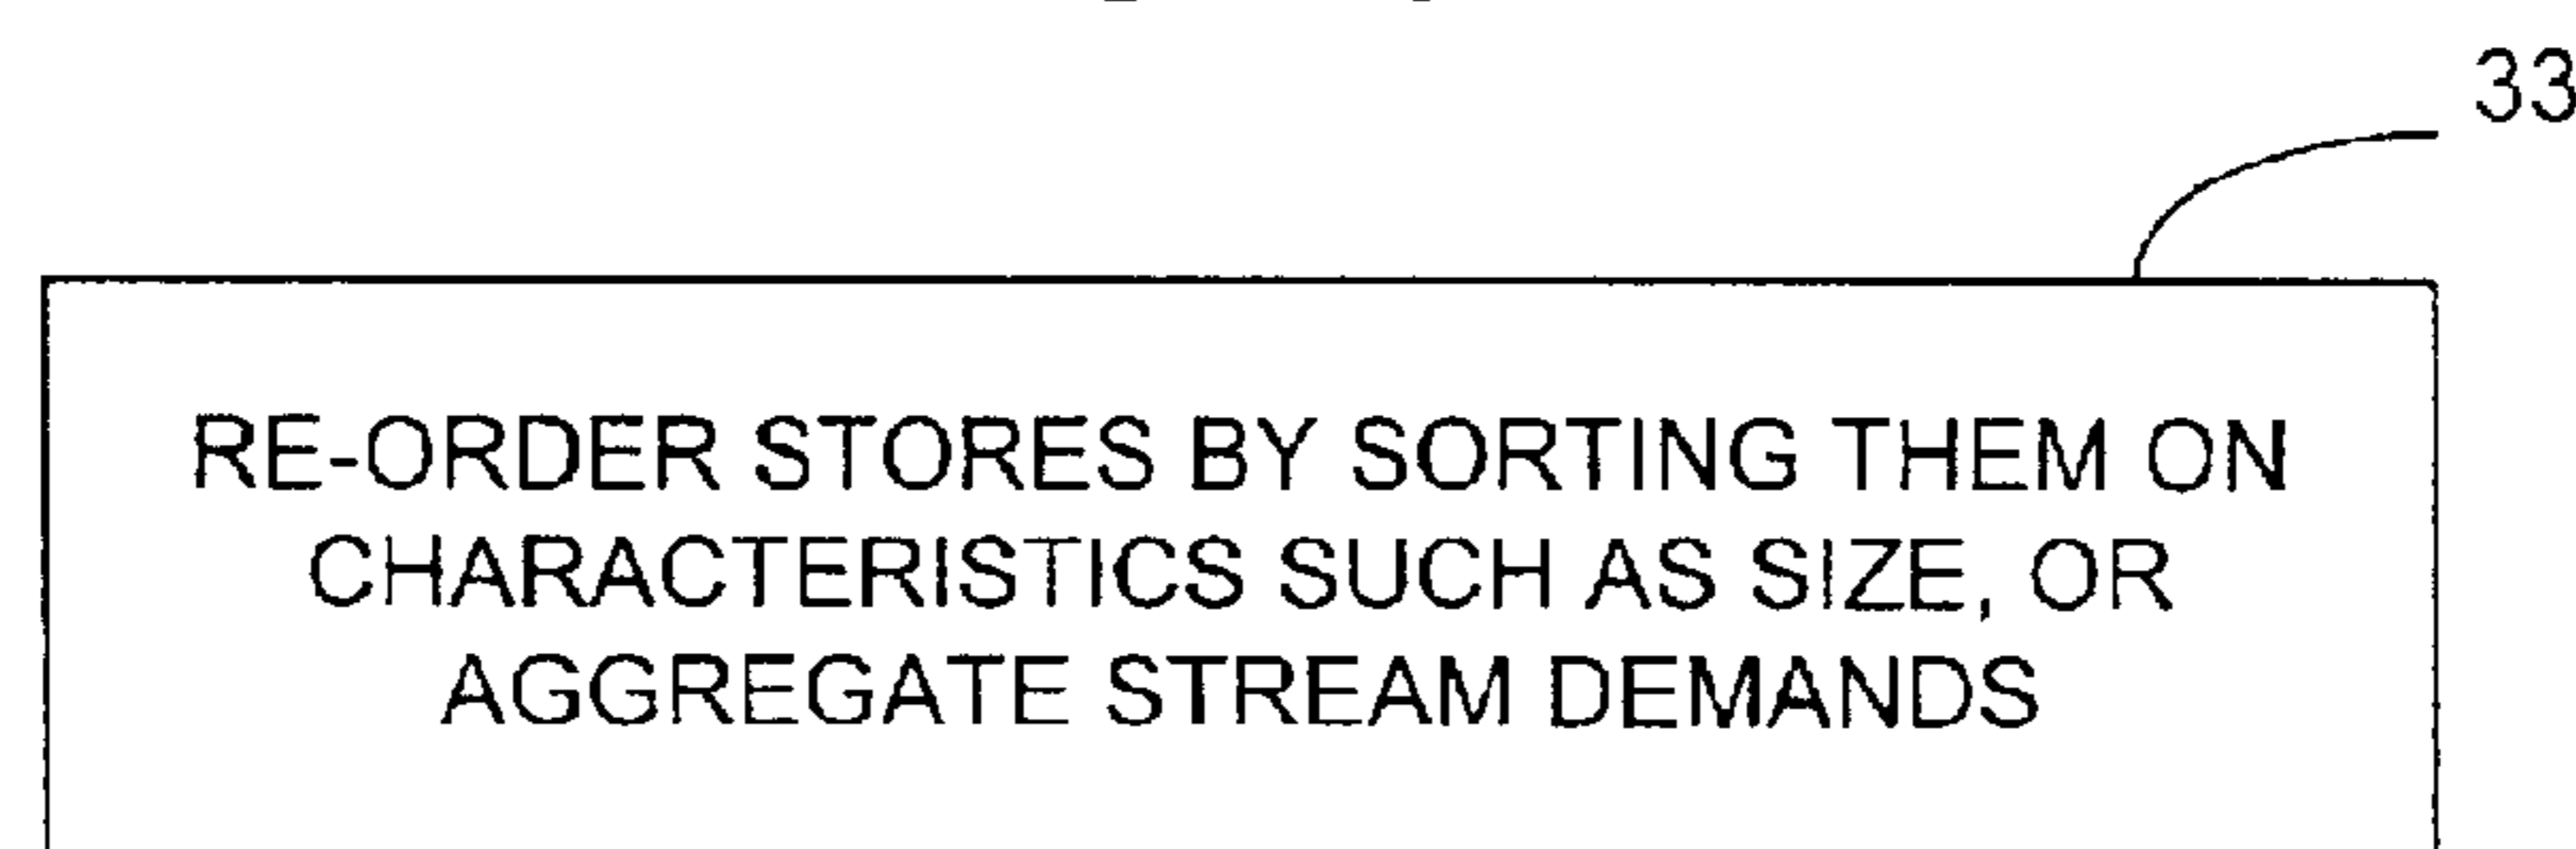 33
RE-ORDER STORES BY SORTING THEM ON
CHARACTERISTICS SUCH AS SIZE, OR
AGGREGATE STREAM DEMANDS